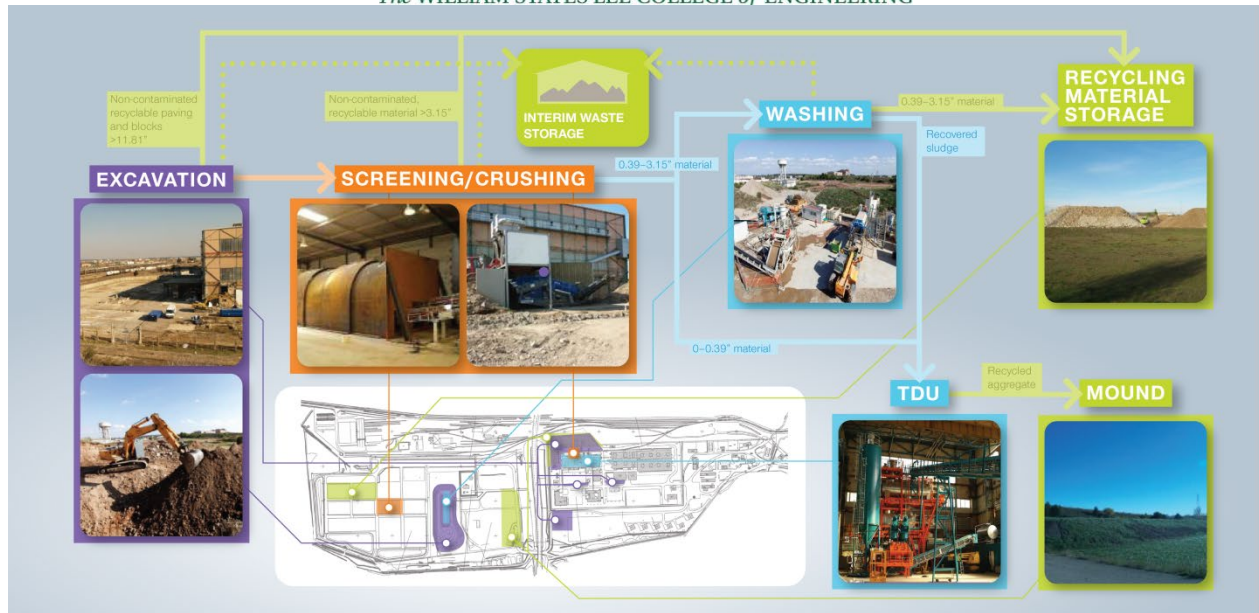 The WILLIAM STATES LEE COLLEGE of ENGINEERING
Non-contaminated
recyclable paving
and blocks
>11.81"
Non-contaminated,
recyclable material >3.15"
INTERIM WASTE
STORAGE
WASHING
0.39–3.15" material
RECYCLING
MATERIAL
STORAGE
Recovered
sludge
EXCAVATION
SCREENING/CRUSHING
0.39–3.15" material
0–0.39" material
TDU
Recycled
aggregate
MOUND